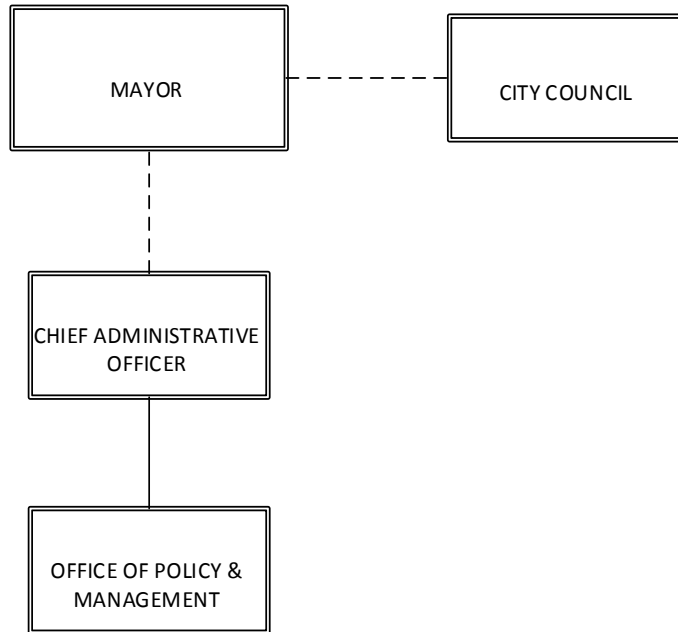 MAYOR
CITY COUNCIL
CHIEF ADMINISTRATIVE
OFFICER
OFFICE OF POLICY &
MANAGEMENT